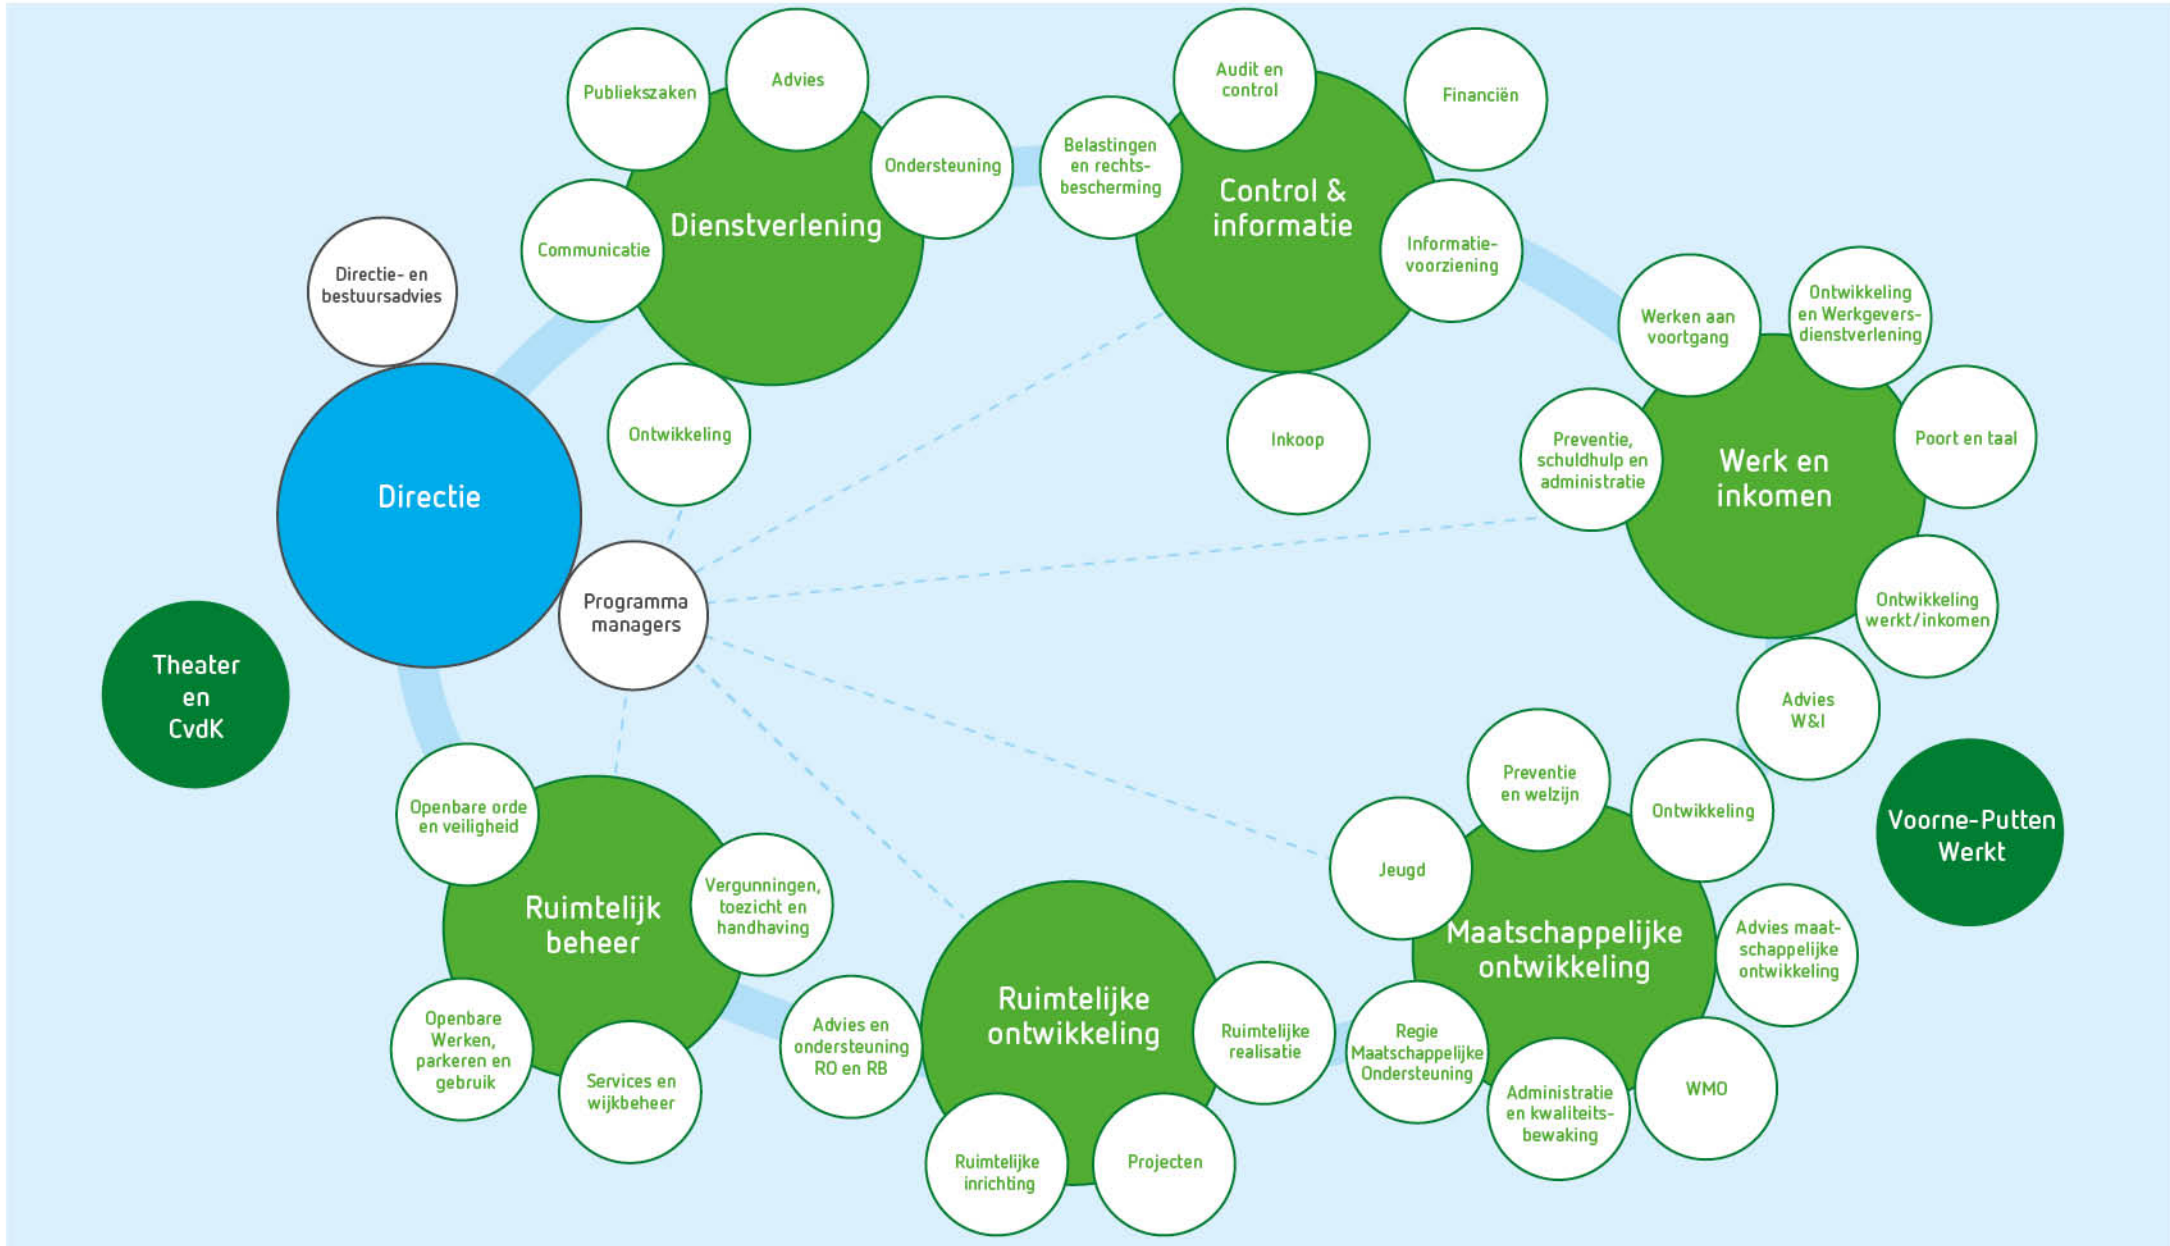 Publiekszaken
Advies
Ondersteuning
Communicatie
Dienstverlening
Ontwikkeling
Audit en
control
Financiën
Belastingen
en rechts-
bescherming
Control &
informatie
Informatie-
voorziening
Inkoop
Directie- en
bestuursadvies
Directie
Programma
managers
Theater
en
CvdK
Werken aan
voortgang
Ontwikkeling
en Werkgevers-
dienstverlening
Preventie,
schuldhulp en
administratie
Werk en
inkomen
Poort en taal
Ontwikkeling
werkt/inkomen
Advies
W&I
Voorne-Putten
Werkt
Preventie
en welzijn
Ontwikkeling
Jeugd
Maatschappelijke
ontwikkeling
Advies maat-
schappelijke
ontwikkeling
Regie
Maatschappelijke
Ondersteuning
Administratie
en kwaliteits-
bewaking
WMO
Openbare orde
en veiligheid
Ruimtelijk
beheer
Vergunningen,
toezicht en
handhaving
Openbare
Werken,
parkeren en
gebruik
Services en
wijkbeheer
Advies en
ondersteuning
RO en RB
Ruimtelijke
ontwikkeling
Ruimtelijke
realisatie
Ruimtelijke
inrichting
Projecten